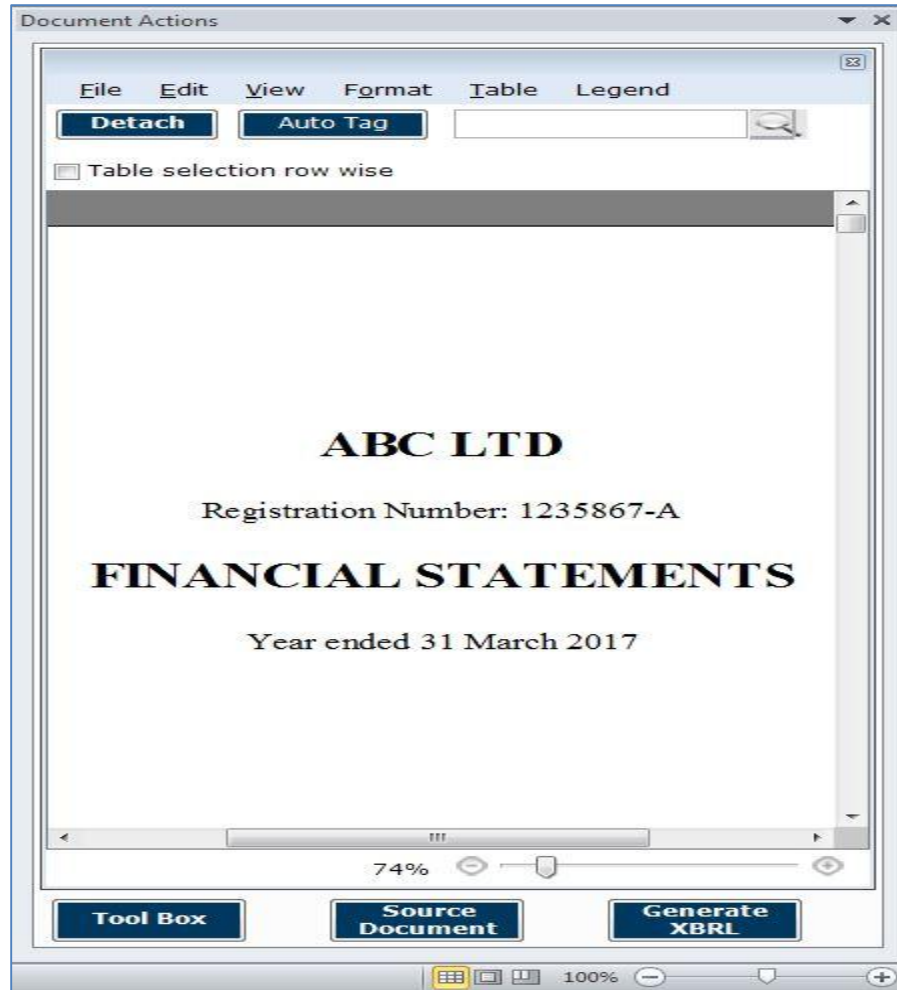 Document Actions
File Edit View Format Table Legend
Detach Auto Tag
Table selection row wise
ABC LTD
Registration Number: 1235867-A
FINANCIAL STATEMENTS
Year ended 31 March 2017
74%
Tool Box
Source
Document
Generate
XBRL
100%